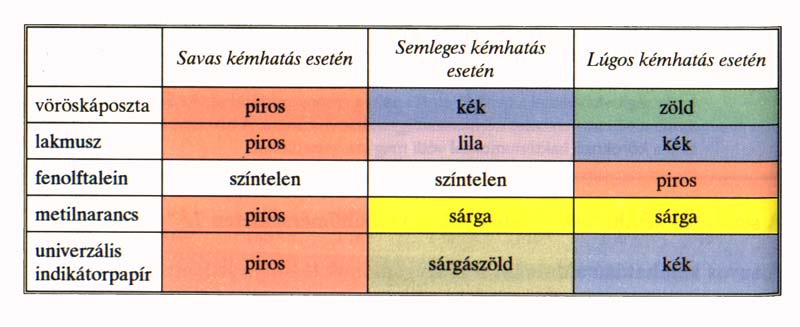 Savas kémhatás esetén
Semleges kémhatás
esetén
Lúgos kémhatás esetén
vöröskáposzta piros kék zöld
lakmusz piros lila kék
fenolftalein színtelen színtelen piros
metilnarancs piros sárga sárga
univerzális
indikátorpapír piros sárgászöld kék